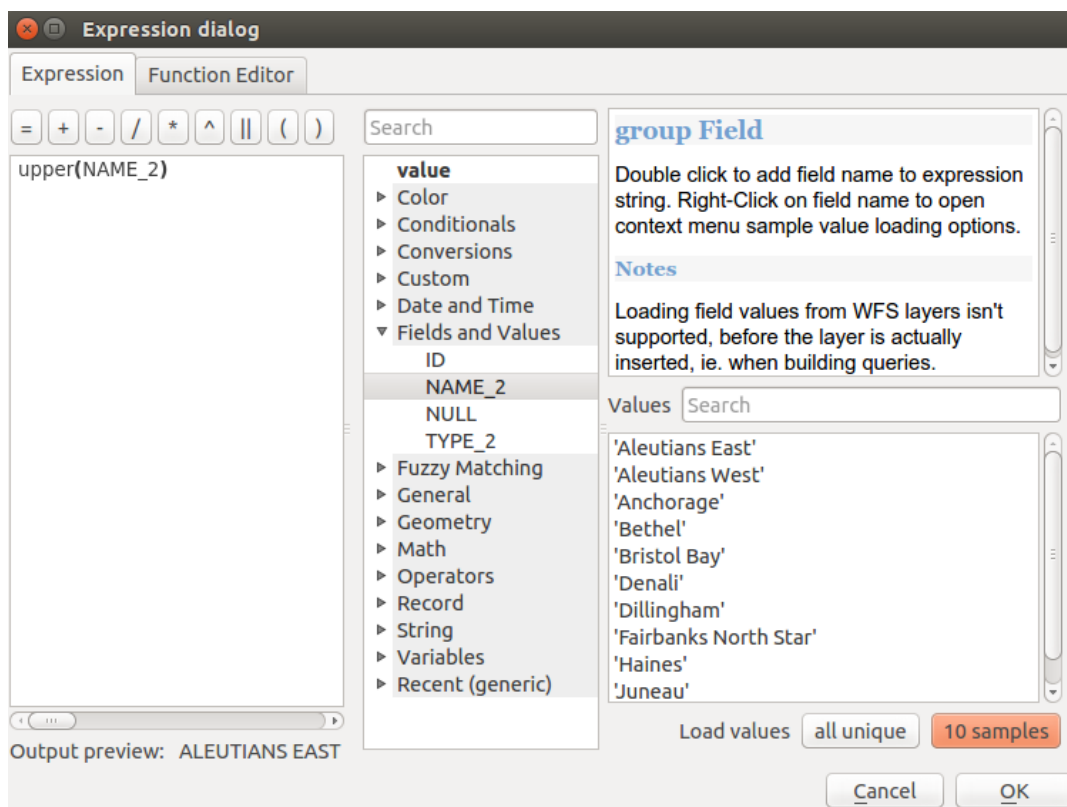 Expression dialog
Expression
Function Editor
= + - / * ^ || ( )
upper(NAME_2)
Output preview: ALEUTIANS EAST
Search
value
Color
Conditionals
Conversions
Custom
Date and Time
Fields and Values
ID
NAME_2
NULL
TYPE_2
Fuzzy Matching
General
Geometry
Math
Operators
Record
String
Variables
Recent (generic)
group Field
Double click to add field name to expression
string. Right-Click on field name to open
context menu sample value loading options.
Notes
Loading field values from WFS layers isn't
supported, before the layer is actually
inserted, ie. when building queries.
Values Search
'Aleutians East'
'Aleutians West'
'Anchorage'
'Bethel'
'Bristol Bay'
'Denali'
'Dillingham'
'Fairbanks North Star'
'Haines'
'Juneau'
Load values all unique 10 samples
Cancel OK